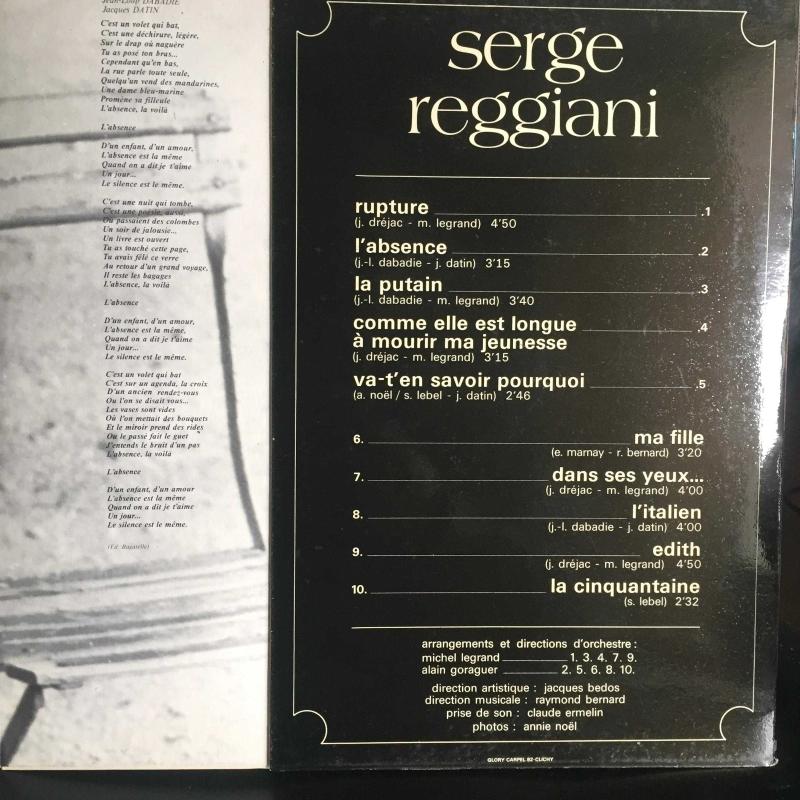 Jean-Loup DABADIE
Jacques DATIN
C'est un volet qui bat,
C'est une déchirure, légère,
Sur le drap où naguère
Tu as posé ton bras...
Cependant qu'en bas,
La rue parle toute seule,
Quelqu'un vend des mandarines,
Une dame bleu-marine
Promène sa filleule
L'absence, la voilà
L'absence
D'un enfant, d'un amour,
L'absence est la même
Quand on a dit je t'aime
Un jour...
Le silence est le même.
C'est une nuit qui tombe,
C'est une poésie, aussi,
Où passaient des colombes
Un soir de jalousie...
Un livre est ouvert
Tu as touché cette page,
Tu avais fêlé ce verre
Au retour d'un grand voyage,
Il reste les bagages
L'absence, la voilà
L'absence
D'un enfant, d'un amour,
L'absence est la même,
Quand on a dit je t'aime
Un jour...
Le silence est le même.
C'est un volet qui bat
C'est sur un agenda, la croix
D'un ancien rendez-vous
Ou l'on se disait vous...
Les vases sont vides
Où l'on mettait des bouquets
Et le miroir prend des rides
Ou le passé fait le guet
J'entends le bruit d'un pas
L'absence, la voilà
L'absence
D'un enfant, d'un amour
L'absence est la même
Quand on a dit je t'aime
Un jour...
Le silence est le même.
(Ed. Bagatelle)
serge
reggiani
rupture .1
(j. dréjac - m. legrand) 4'50
l'absence .2
(j.-l. dabadie - j. datin) 3'15
la putain .3
(j.-l. dabadie - m. legrand) 3'40
comme elle est longue .4
à mourir ma jeunesse
(j. dréjac - m. legrand) 3'15
va-t'en savoir pourquoi .5
(a. noël / s. lebel - j. datin) 2'46
6. ma fille
(e. marnay - r. bernard) 3'20
7. dans ses yeux...
(j. dréjac - m. legrand) 4'00
8. l'italien
(j.-l. dabadie - j. datin) 4'00
9. edith
(j. dréjac - m. legrand) 4'50
10. la cinquantaine
(s. lebel) 2'32
arrangements et directions d'orchestre :
michel legrand 1. 3. 4. 7. 9.
alain goraguer 2. 5. 6. 8. 10.
direction artistique : jacques bedos
direction musicale : raymond bernard
prise de son : claude ermelin
photos : annie noël
GLORY CARPEL 92-CLICHY